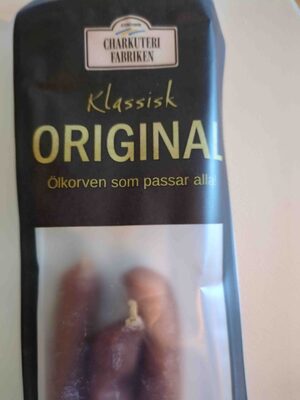 CHARKUTERI
FABRIKEN
Klassisk
ORIGINAL
Ölkorven som passar alla